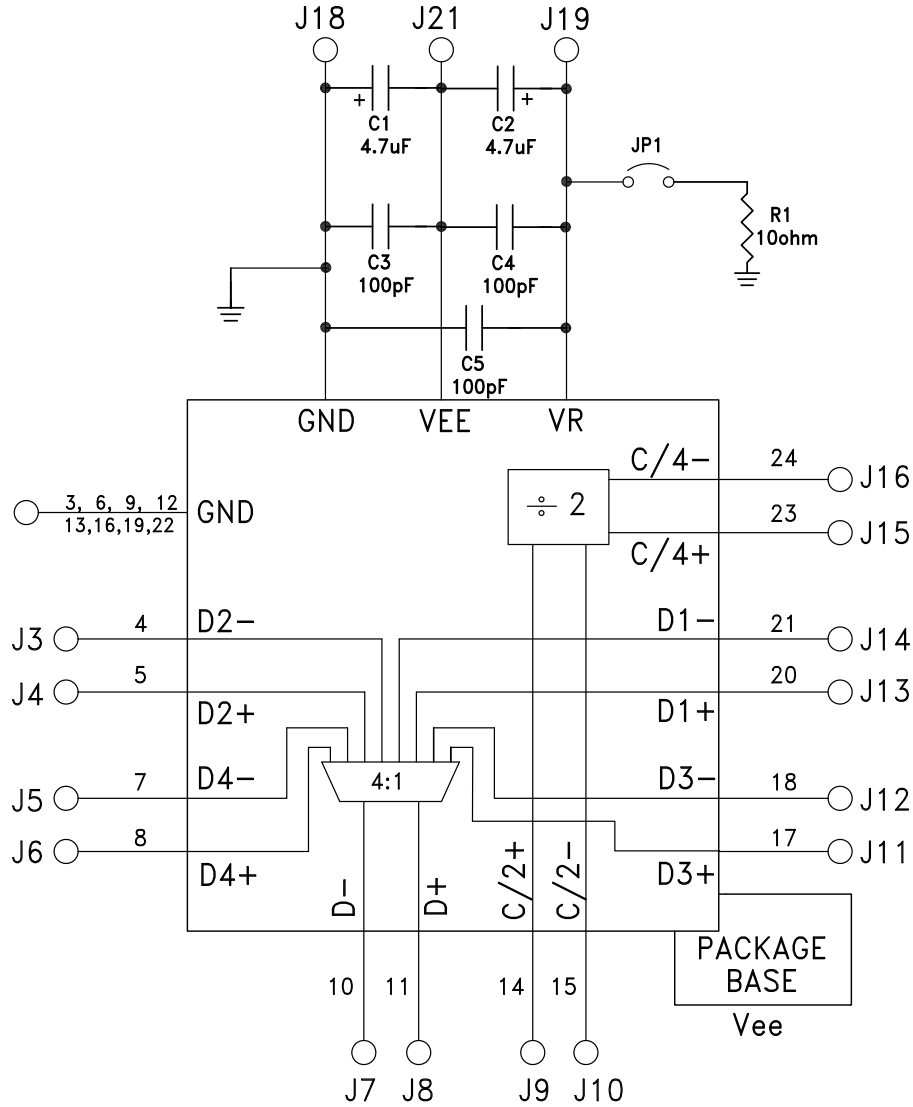 J18 J21 J19
+ +
C1 C2
4.7uF 4.7uF
JP1
R1
10ohm
C3 C4
100pF 100pF
C5
100pF
GND VEE VR
C/4- 24 J16
÷ 2
3, 6, 9, 12 GND
13,16,19,22
23 J15
C/4+
J3 4 D2- D1- 21 J14
J4 5 20 J13
D2+ D1+
J5 7 D4- 4:1 D3- 18 J12
J6 8 17 J11
D4+ D3+
D- D+ C/2+ C/2-
PACKAGE
BASE
10 11 14 15
Vee
J7 J8 J9 J10